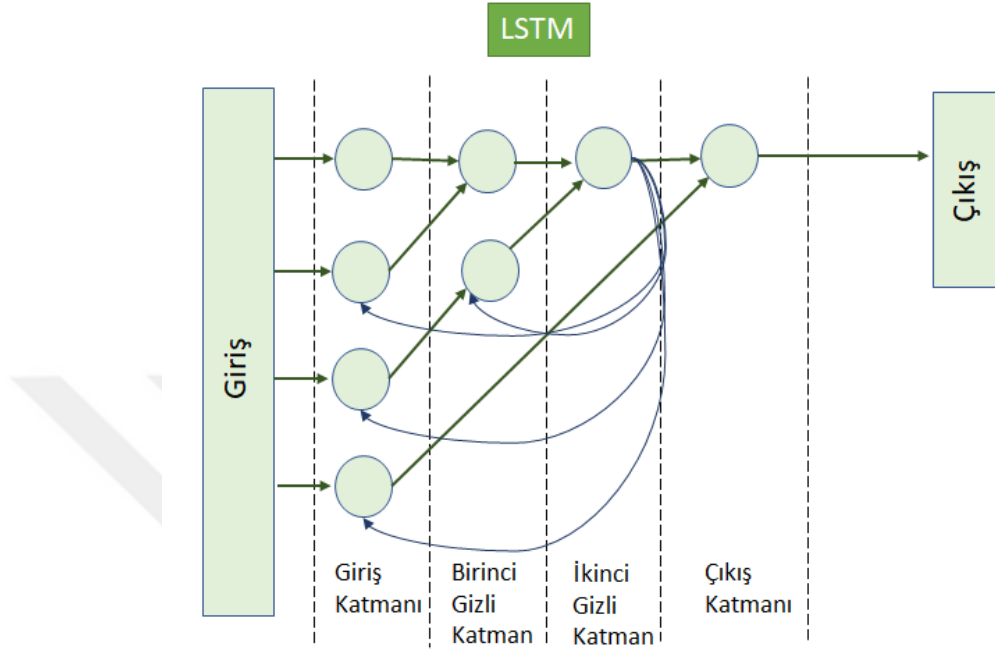 LSTM
Giriş
Çıkış
Giriş
Katmanı
Birinci
Gizli
Katman
İkinci
Gizli
Katman
Çıkış
Katmanı